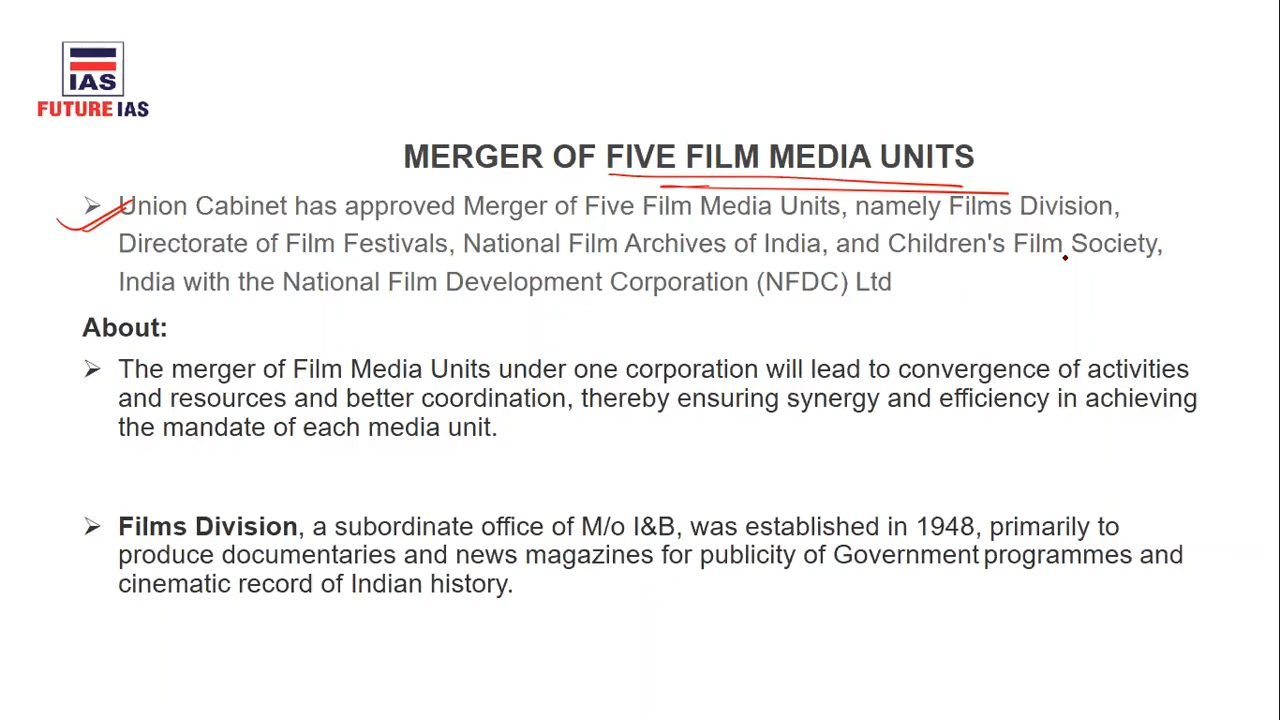 IAS
FUTURE IAS
MERGER OF FIVE FILM MEDIA UNITS
Union Cabinet has approved Merger of Five Film Media Units, namely Films Division,
Directorate of Film Festivals, National Film Archives of India, and Children's Film Society,
India with the National Film Development Corporation (NFDC) Ltd
About:
The merger of Film Media Units under one corporation will lead to convergence of activities
and resources and better coordination, thereby ensuring synergy and efficiency in achieving
the mandate of each media unit.
Films Division, a subordinate office of M/o I&B, was established in 1948, primarily to
produce documentaries and news magazines for publicity of Government programmes and
cinematic record of Indian history.